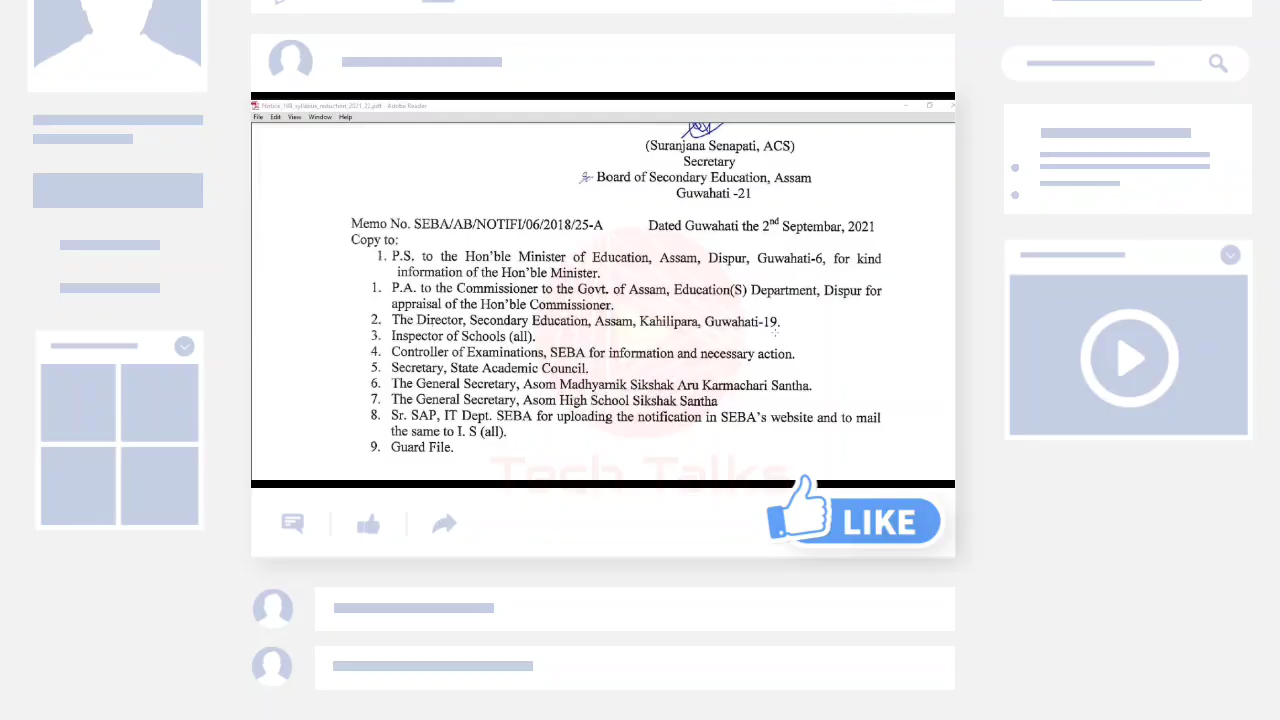 Notice_NB_syllabus_reduction_2021_22.pdf - Adobe Reader
File Edit View Window Help
(Suranjana Senapati, ACS)
Secretary
Board of Secondary Education, Assam
Guwahati -21
Memo No. SEBA/AB/NOTIFI/06/2018/25-A Dated Guwahati the 2nd Septembar, 2021
Copy to:
1. P.S. to the Hon'ble Minister of Education, Assam, Dispur, Guwahati-6, for kind
information of the Hon'ble Minister.
1. P.A. to the Commissioner to the Govt. of Assam, Education(S) Department, Dispur for
appraisal of the Hon'ble Commissioner.
2. The Director, Secondary Education, Assam, Kahilipara, Guwahati-19.
3. Inspector of Schools (all).
4. Controller of Examinations, SEBA for information and necessary action.
5. Secretary, State Academic Council.
6. The General Secretary, Asom Madhyamik Sikshak Aru Karmachari Santha.
7. The General Secretary, Asom High School Sikshak Santha
8. Sr. SAP, IT Dept. SEBA for uploading the notification in SEBA's website and to mail
the same to I. S (all).
9. Guard File.
Tech Talks
LIKE